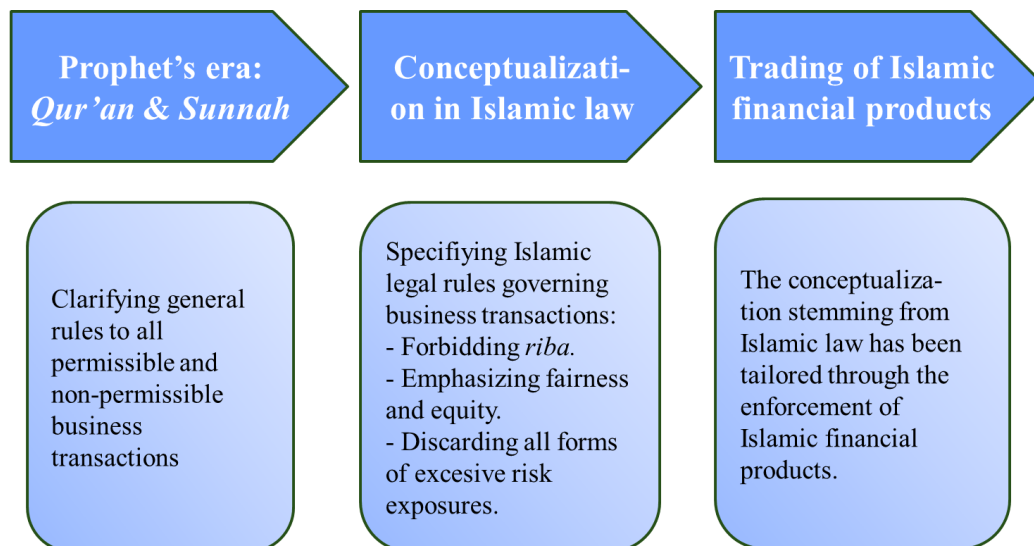 Prophet’s era:
Qur’an & Sunnah
Conceptualizati-
on in Islamic law
Trading of Islamic
financial products
Clarifying general
rules to all
permissible and
non-permissible
business
transactions
Specifiying Islamic
legal rules governing
business transactions:
- Forbidding riba.
- Emphasizing fairness
and equity.
- Discarding all forms
of excesive risk
exposures.
The conceptualiza-
tion stemming from
Islamic law has been
tailored through the
enforcement of
Islamic financial
products.